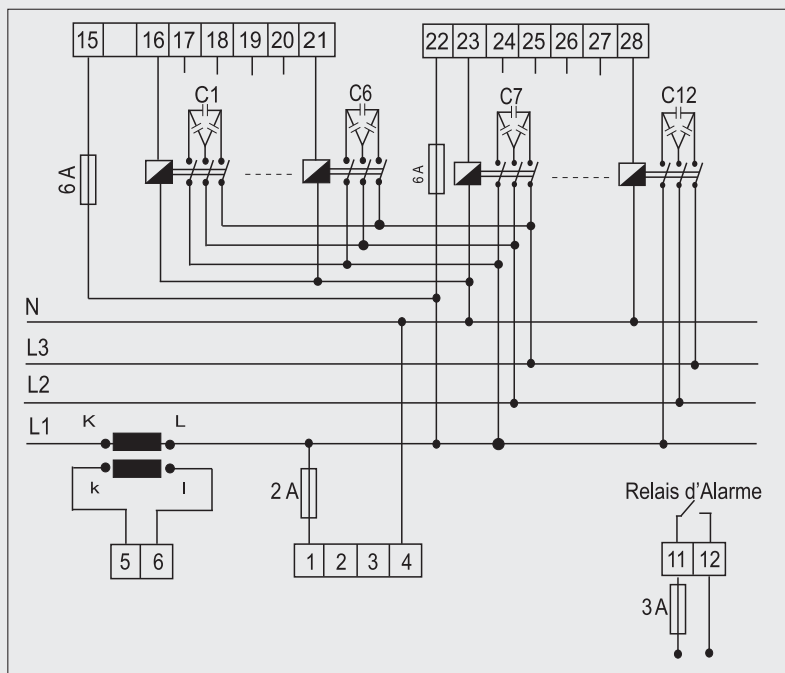 15 16 17 18 19 20 21
22 23 24 25 26 27 28
C1 C6 C7 C12
6 A
6 A
N
L3
L2
L1 K L
k l
2 A
5 6
1 2 3 4
Relais d’Alarme
11 12
3 A